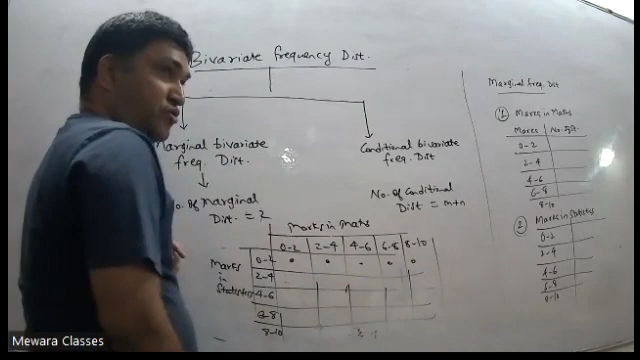 Bivariate frequency Dist.
Marginal bivariate
freq. Dist
No. of Marginal
Dist. = 2
Conditional bivariate
freq. Dist
No. of Conditional
Dist = m+n
Marks in Maths
0-2 2-4 4-6 6-8 8-10
Marks
in
Statistics
0-2
2-4
4-6
6-8
8-10
Marginal freq. Dist
1 Marks in Maths
Marks No. of st.
0-2
2-4
4-6
6-8
8-10
2 Marks in Statistics
0-2
2-4
4-6
6-8
8-10
Mewara Classes